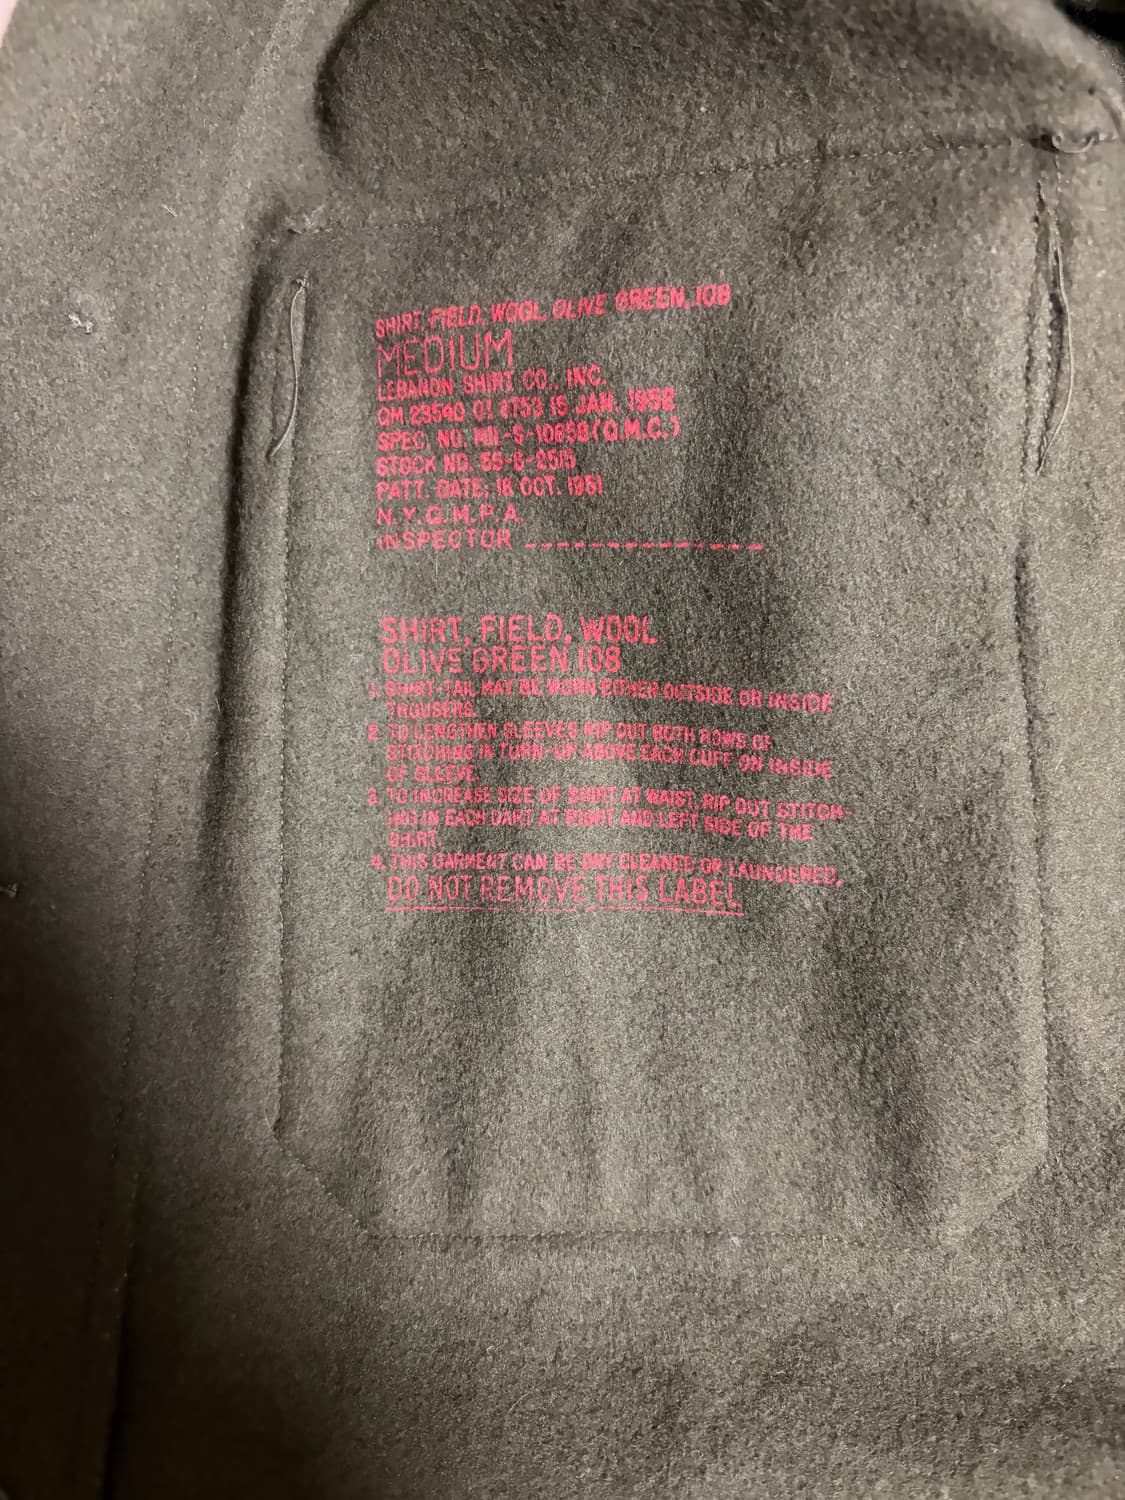 SHIRT, FIELD, WOOL, OLIVE GREEN, 108
MEDIUM
LEBANON SHIRT CO., INC.
QM 23540 01 8753 15 JAN. 1952
SPEC. NO. MIL-S-10858(Q.M.C.)
STOCK NO. 55-S-2515
PATT. DATE: 18 OCT. 1951
N.Y.Q.M.P.A.
INSPECTOR --------------
SHIRT, FIELD, WOOL
OLIVE GREEN 108
1. SHIRT-TAIL MAY BE WORN EITHER OUTSIDE OR INSIDE
TROUSERS.
2. TO LENGTHEN SLEEVES RIP OUT BOTH ROWS OF
STITCHING IN TURN-UP ABOVE EACH CUFF ON INSIDE
OF SLEEVE.
3. TO INCREASE SIZE OF SHIRT AT WAIST, RIP OUT STITCH-
ING IN EACH DART AT RIGHT AND LEFT SIDE OF THE
SHIRT.
4. THIS GARMENT CAN BE DRY CLEANED OR LAUNDERED.
DO NOT REMOVE THIS LABEL